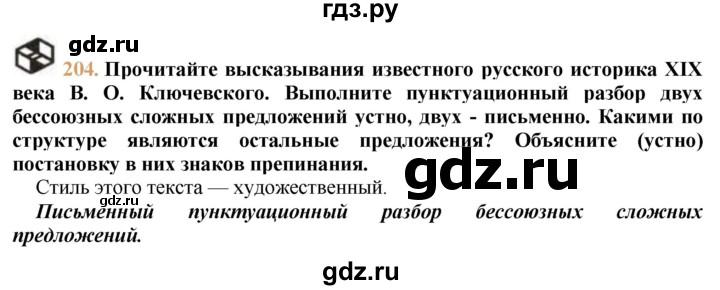 гдз.ру
gdz.ru
204. Прочитайте высказывания известного русского историка XIX
века В. О. Ключевского. Выполните пунктуационный разбор двух
бессоюзных сложных предложений устно, двух - письменно. Какими по
структуре являются остальные предложения? Объясните (устно)
постановку в них знаков препинания.
Стиль этого текста — художественный.
gdz.ru
gdz.ru
Письменный пунктуационный разбор бессоюзных сложных
предложений.
gdz.ru